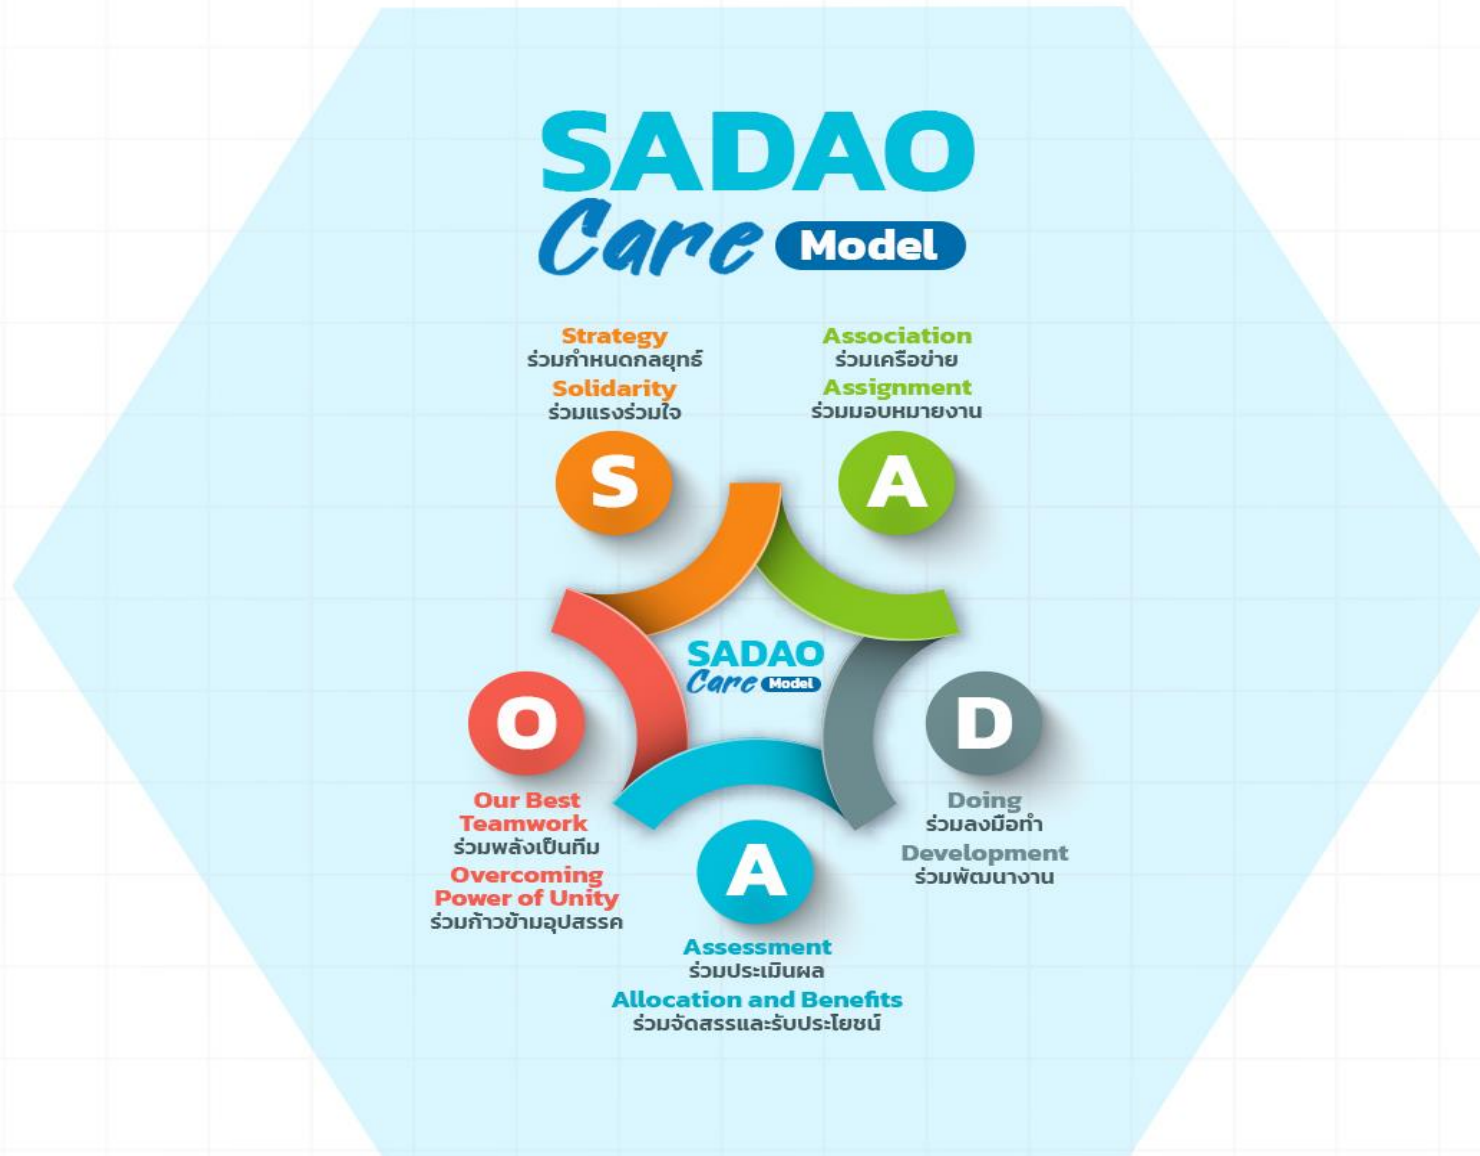 SADAO
Care Model
Strategy
ร่วมกำหนดกลยุทธ์
Solidarity
ร่วมแรงร่วมใจ
S
Association
ร่วมเครือข่าย
Assignment
ร่วมมอบหมายงาน
A
SADAO
Care Model
O
Our Best
Teamwork
ร่วมพลังเป็นทีม
Overcoming
Power of Unity
ร่วมก้าวข้ามอุปสรรค
D
Doing
ร่วมลงมือทำ
Development
ร่วมพัฒนางาน
A
Assessment
ร่วมประเมินผล
Allocation and Benefits
ร่วมจัดสรรและรับประโยชน์